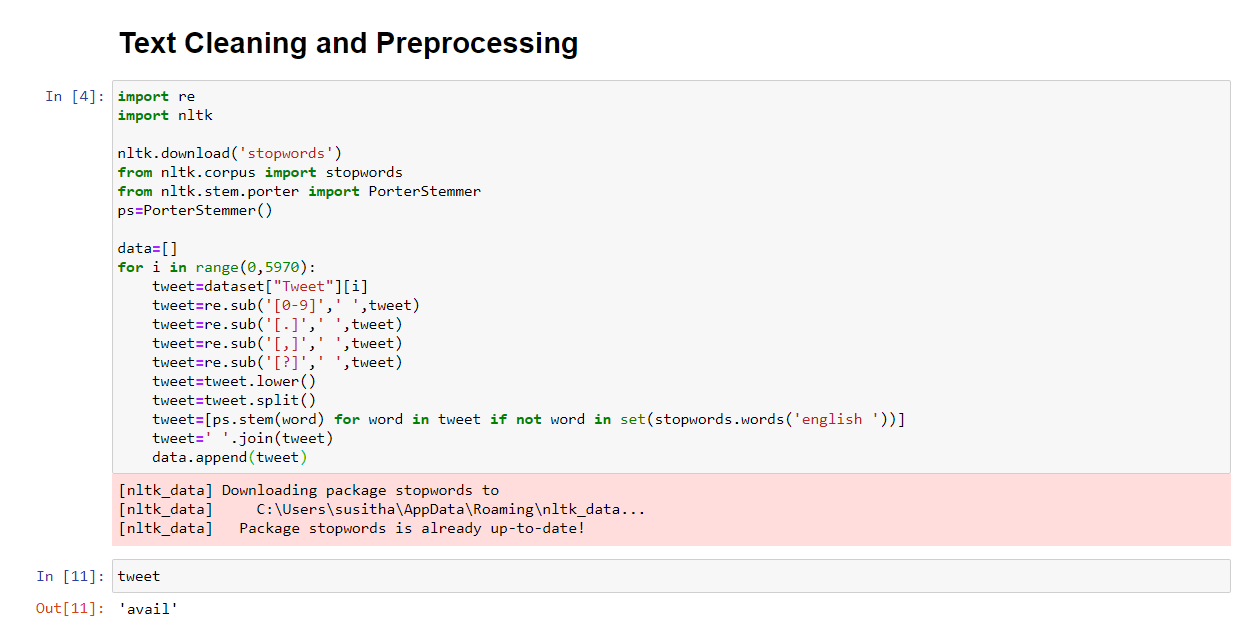 Text Cleaning and Preprocessing
In [4]:
import re
import nltk
nltk.download('stopwords')
from nltk.corpus import stopwords
from nltk.stem.porter import PorterStemmer
ps=PorterStemmer()
data=[]
for i in range(0,5970):
    tweet=dataset["Tweet"][i]
    tweet=re.sub('[0-9]',' ',tweet)
    tweet=re.sub('[.]',' ',tweet)
    tweet=re.sub('[,]',' ',tweet)
    tweet=re.sub('[?]',' ',tweet)
    tweet=tweet.lower()
    tweet=tweet.split()
    tweet=[ps.stem(word) for word in tweet if not word in set(stopwords.words('english '))]
    tweet=' '.join(tweet)
    data.append(tweet)
[nltk_data] Downloading package stopwords to
[nltk_data]     C:\Users\susitha\AppData\Roaming\nltk_data...
[nltk_data]   Package stopwords is already up-to-date!
In [11]: tweet
Out[11]: 'avail'